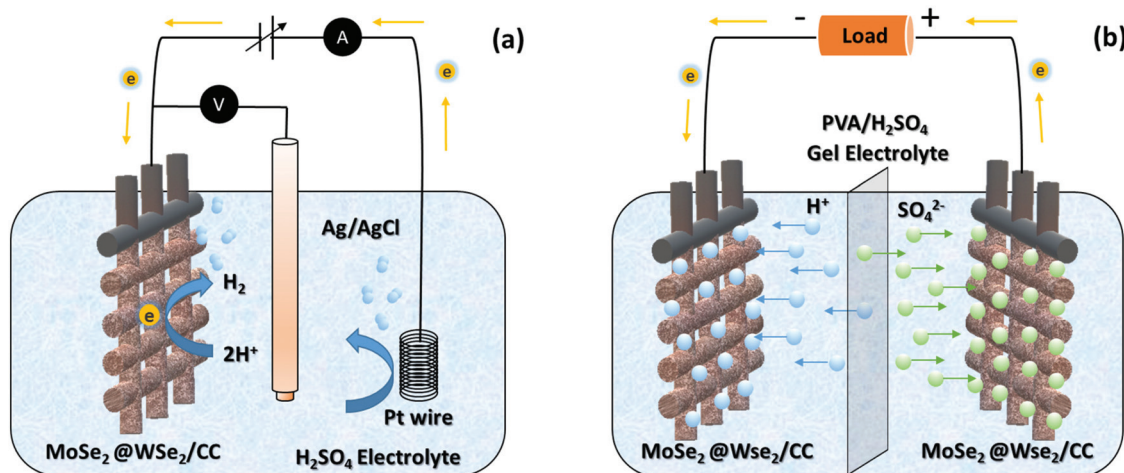 A
(a)
e
e
V
Ag/AgCl
H₂
e
2H⁺
Pt wire
MoSe₂ @WSe₂/CC
H₂SO₄ Electrolyte
- Load +
(b)
e
e
PVA/H₂SO₄
Gel Electrolyte
H⁺
SO₄²⁻
MoSe₂ @Wse₂/CC
MoSe₂ @Wse₂/CC